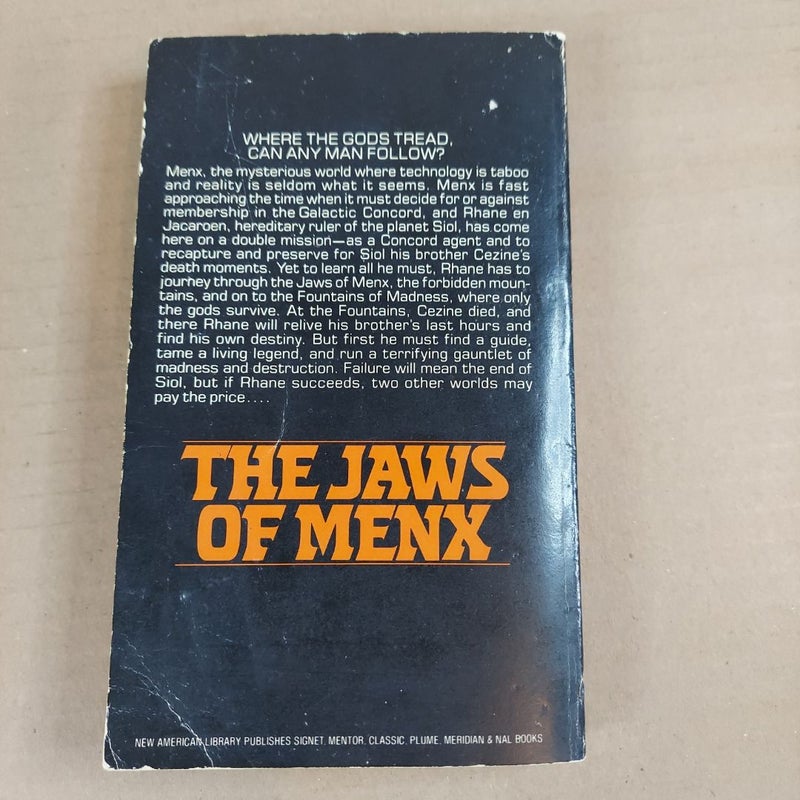 WHERE THE GODS TREAD,
CAN ANY MAN FOLLOW?
Menx, the mysterious world where technology is taboo
and reality is seldom what it seems. Menx is fast
approaching the time when it must decide for or against
membership in the Galactic Concord, and Rhane en
Jacaroen, hereditary ruler of the planet Siol, has come
here on a double mission—as a Concord agent and to
recapture and preserve for Siol his brother Cezine's
death moments. Yet to learn all he must, Rhane has to
journey through the Jaws of Menx, the forbidden moun-
tains, and on to the Fountains of Madness, where only
the gods survive. At the Fountains, Cezine died, and
there Rhane will relive his brother's last hours and
find his own destiny. But first he must find a guide,
tame a living legend, and run a terrifying gauntlet of
madness and destruction. Failure will mean the end of
Siol, but if Rhane succeeds, two other worlds may
pay the price....
THE JAWS
OF MENX
NEW AMERICAN LIBRARY PUBLISHES SIGNET, MENTOR, CLASSIC, PLUME, MERIDIAN & NAL BOOKS